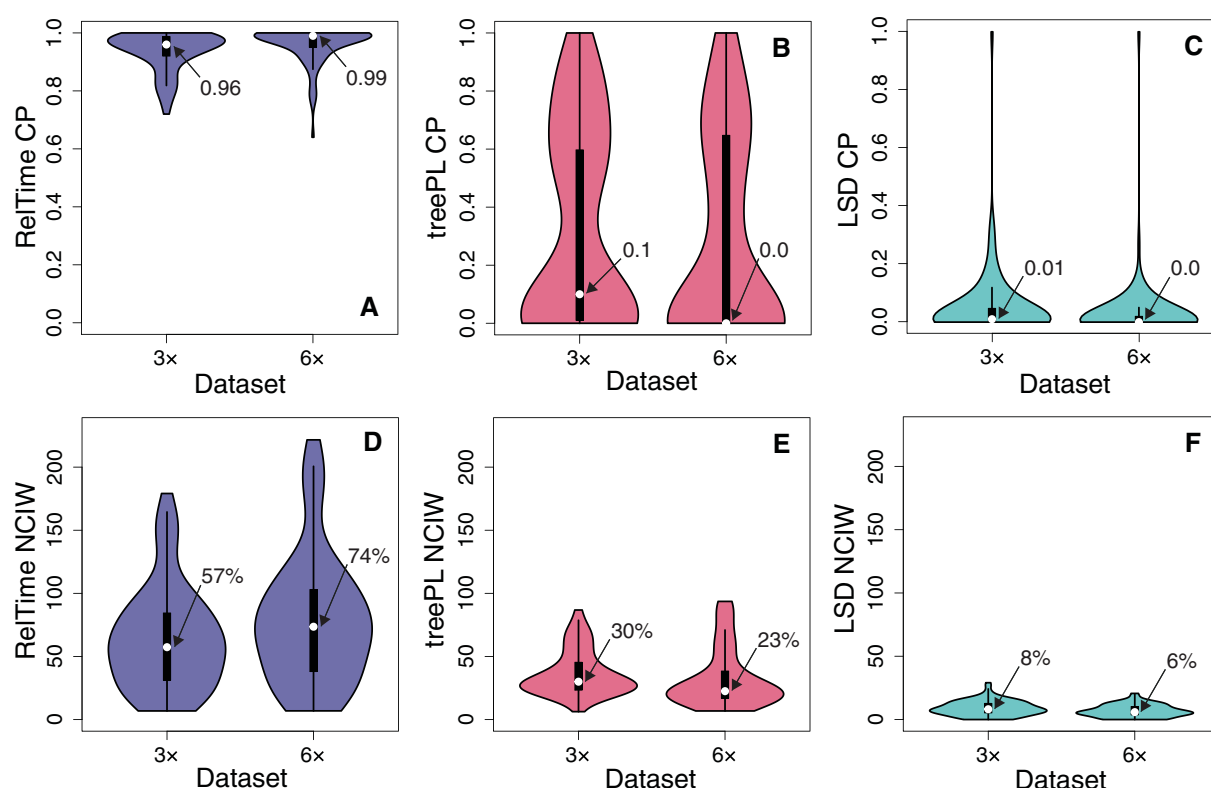 RelTime CP
0.0 0.2 0.4 0.6 0.8 1.0
0.96
0.99
A
3× 6×
Dataset
treePL CP
0.0 0.2 0.4 0.6 0.8 1.0
B
0.1
0.0
3× 6×
Dataset
LSD CP
0.0 0.2 0.4 0.6 0.8 1.0
C
0.01
0.0
3× 6×
Dataset
RelTime NCIW
0 50 100 150 200
D
57%
74%
3× 6×
Dataset
treePL NCIW
0 50 100 150 200
E
30%
23%
3× 6×
Dataset
LSD NCIW
0 50 100 150 200
F
8%
6%
3× 6×
Dataset